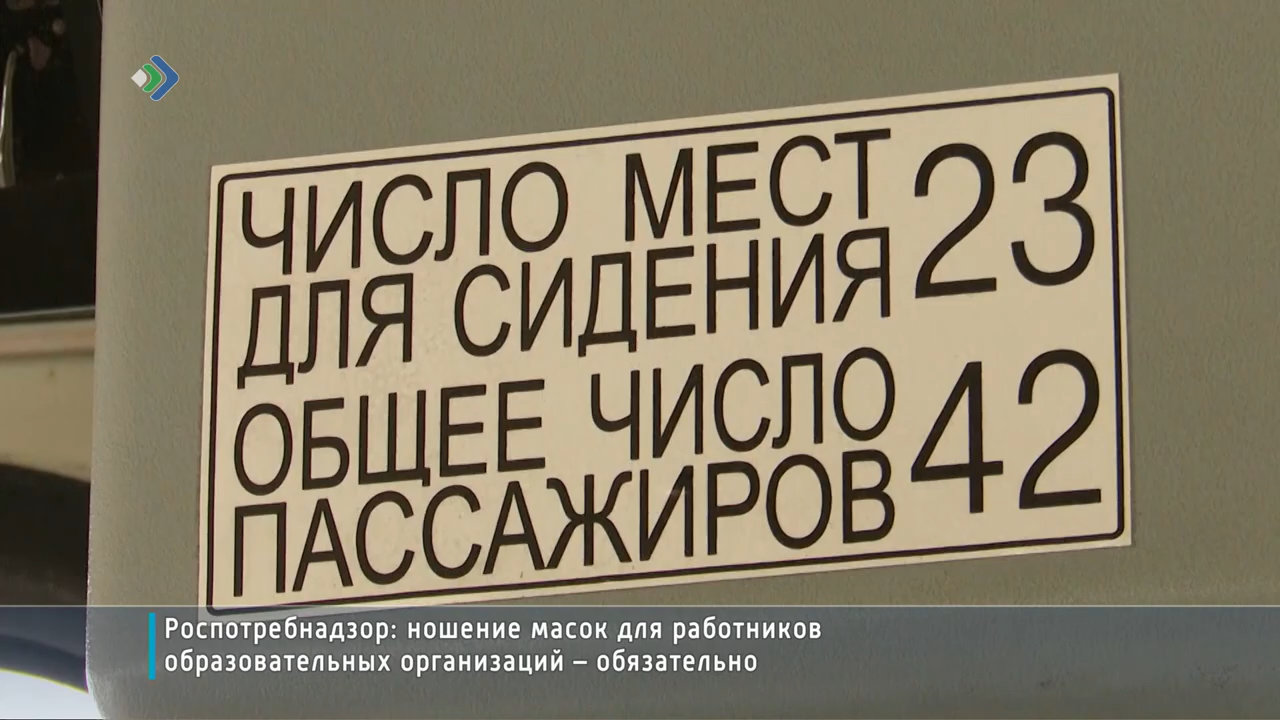 ЧИСЛО МЕСТ
ДЛЯ СИДЕНИЯ 23
ОБЩЕЕ ЧИСЛО
ПАССАЖИРОВ 42
Роспотребнадзор: ношение масок для работников
образовательных организаций – обязательно